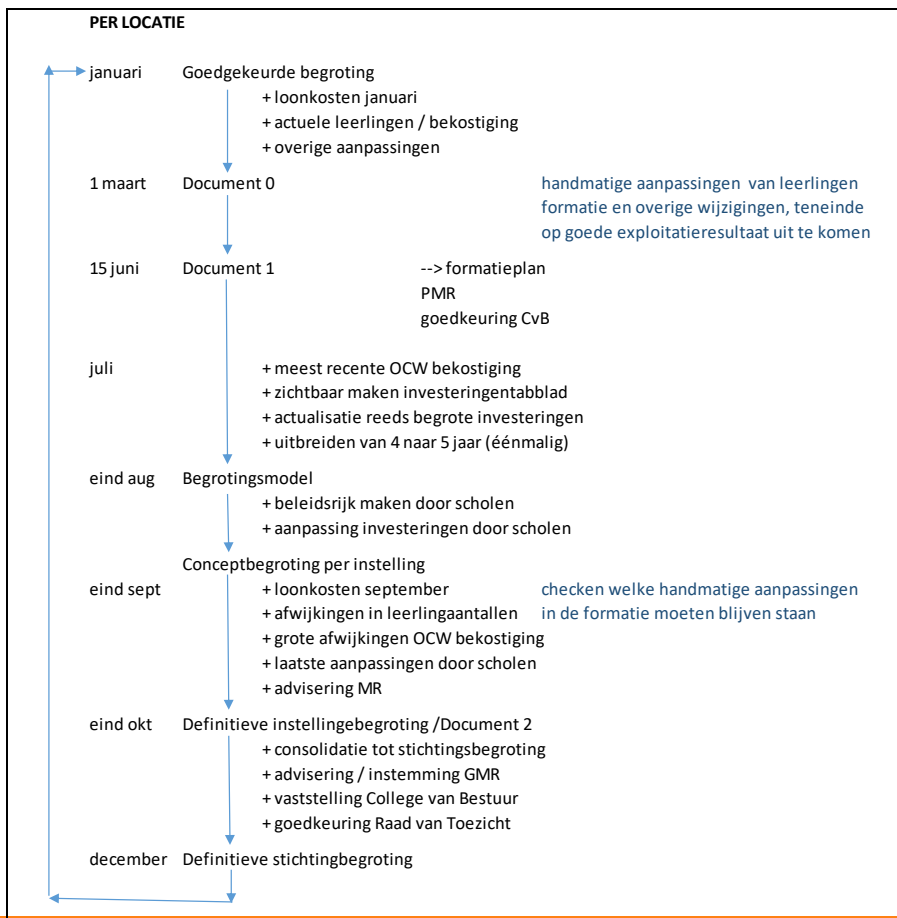 PER LOCATIE
januari Goedgekeurde begroting
+ loonkosten januari
+ actuele leerlingen / bekostiging
+ overige aanpassingen
1 maart Document 0 handmatige aanpassingen van leerlingen
formatie en overige wijzigingen, teneinde
op goede exploitatieresultaat uit te komen
15 juni Document 1 --> formatieplan
PMR
goedkeuring CvB
juli + meest recente OCW bekostiging
+ zichtbaar maken investeringentabblad
+ actualisatie reeds begrote investeringen
+ uitbreiden van 4 naar 5 jaar (éénmalig)
eind aug Begrotingsmodel
+ beleidsrijk maken door scholen
+ aanpassing investeringen door scholen
Conceptbegroting per instelling
eind sept + loonkosten september checken welke handmatige aanpassingen
+ afwijkingen in leerlingaantallen in de formatie moeten blijven staan
+ grote afwijkingen OCW bekostiging
+ laatste aanpassingen door scholen
+ advisering MR
eind okt Definitieve instellingebegroting /Document 2
+ consolidatie tot stichtingsbegroting
+ advisering / instemming GMR
+ vaststelling College van Bestuur
+ goedkeuring Raad van Toezicht
december Definitieve stichtingbegroting